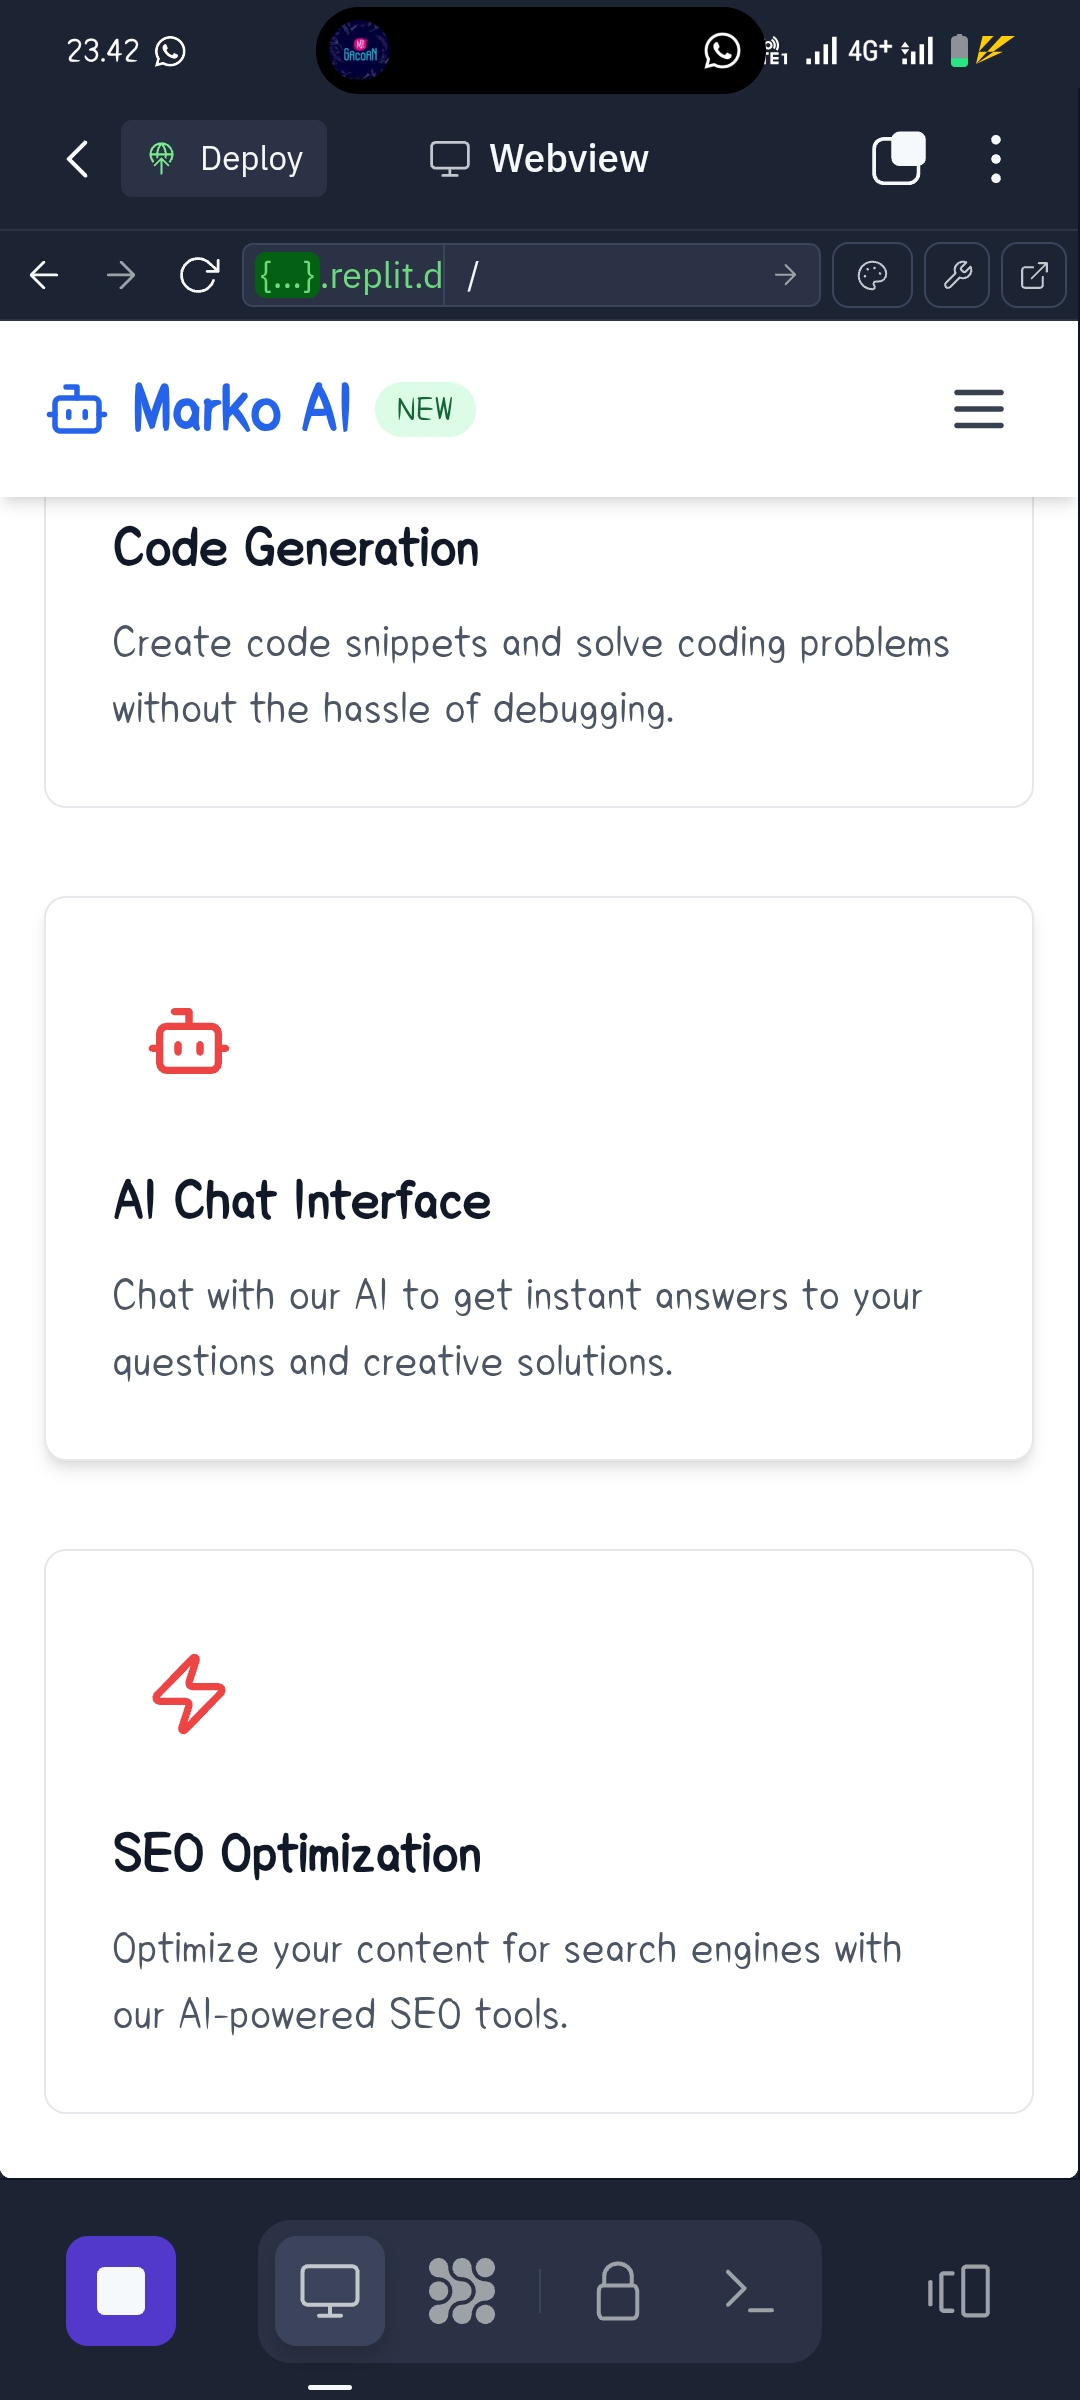 23.42
4G+
Deploy
Webview
{...}.replit.d /
Marko AI NEW
Code Generation
Create code snippets and solve coding problems
without the hassle of debugging.
AI Chat Interface
Chat with our AI to get instant answers to your
questions and creative solutions.
SEO Optimization
Optimize your content for search engines with
our AI-powered SEO tools.